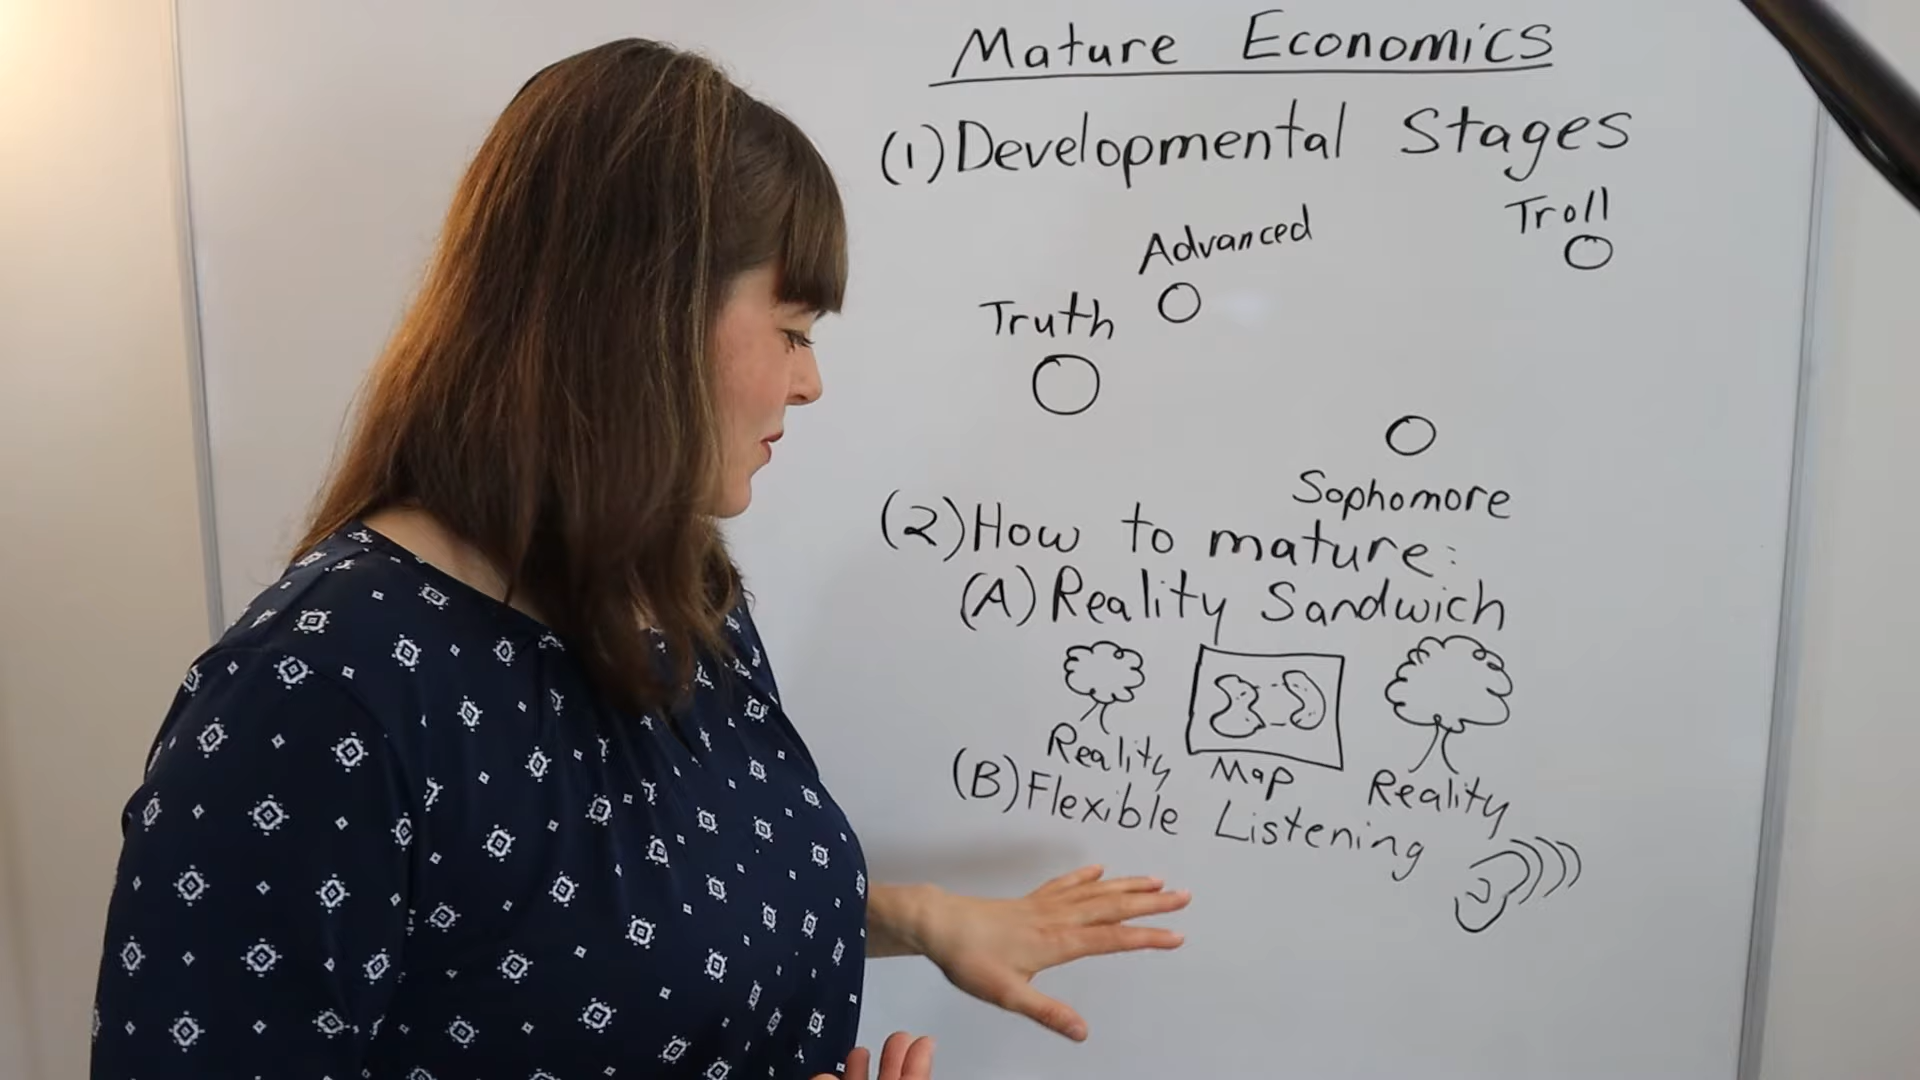 Mature Economics
(1) Developmental Stages
Troll
Advanced
Truth
Sophomore
(2) How to mature:
(A) Reality Sandwich
Reality
Map
Reality
(B) Flexible Listening